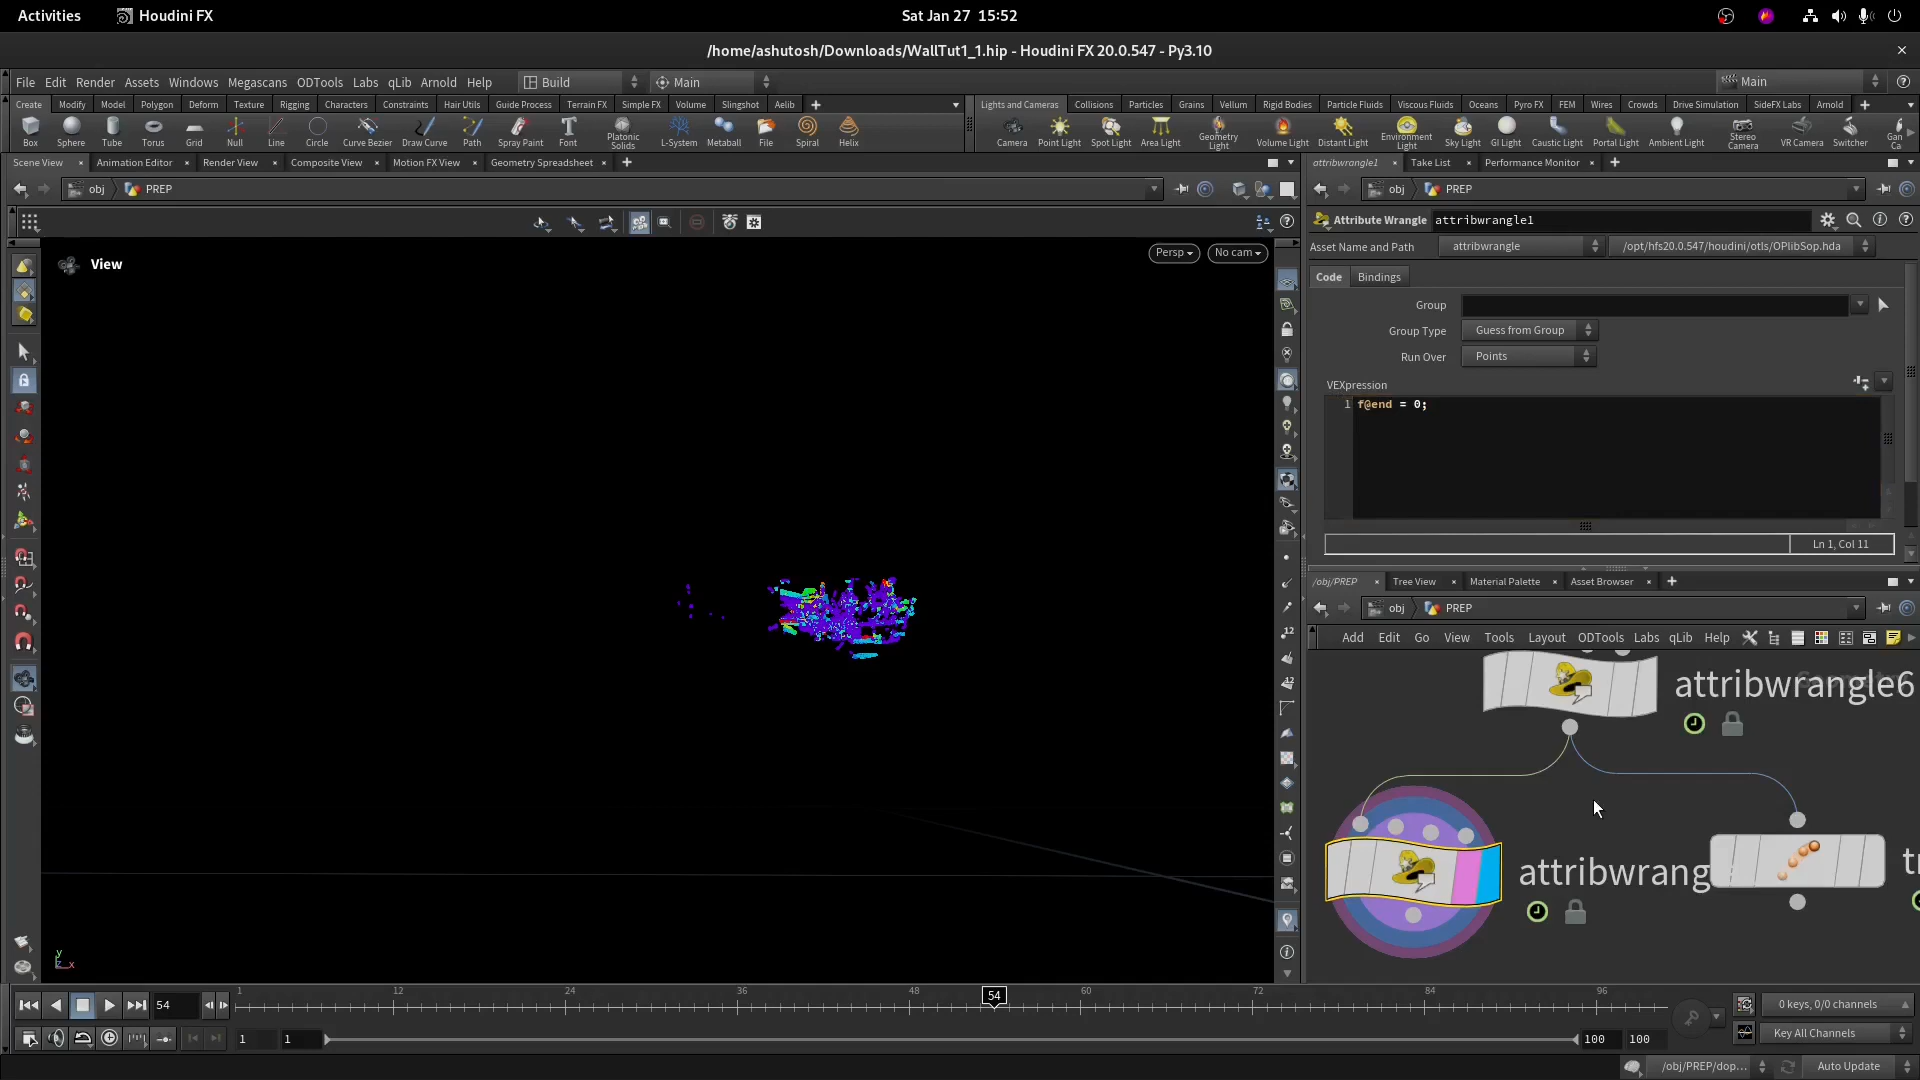 Activities
Houdini FX
Sat Jan 27 15:52
/home/ashutosh/Downloads/WallTut1_1.hip - Houdini FX 20.0.547 - Py3.10
File Edit Render Assets Windows Megascans ODTools Labs qLib Arnold Help
Build
Main
Main
Create Modify Model Polygon Deform Texture Rigging Characters Constraints Hair Utils Guide Process Terrain FX Simple FX Volume Slingshot Aelib
Lights and Cameras Collisions Particles Grains Vellum Rigid Bodies Particle Fluids Viscous Fluids Oceans Pyro FX FEM Wires Crowds Drive Simulation SideFX Labs Arnold
Box Sphere Tube Torus Grid Null Line Circle Curve Bezier Draw Curve Path Spray Paint Font Platonic Solids L-System Metaball File Spiral Helix
Camera Point Light Spot Light Area Light Geometry Light Volume Light Distant Light Environment Light Sky Light GI Light Caustic Light Portal Light Ambient Light Stereo Camera VR Camera Switcher Gan Ca
Scene View Animation Editor Render View Composite View Motion FX View Geometry Spreadsheet
attribwrangle1 Take List Performance Monitor
obj PREP
obj PREP
Attribute Wrangle attribwrangle1
Asset Name and Path attribwrangle /opt/hfs20.0.547/houdini/otls/OPlibSop.hda
View
Persp
No cam
Code Bindings
Group
Group Type Guess from Group
Run Over Points
VEXpression
1 f@end = 0;
Ln 1, Col 11
/obj/PREP Tree View Material Palette Asset Browser
obj PREP
Add Edit Go View Tools Layout ODTools Labs qLib Help
attribwrangle6
attribwrang
t
12
12
y
z x
54
1 12 24 36 48 54 60 72 84 96
0 keys, 0/0 channels
1 1 100 100
Key All Channels
/obj/PREP/dop...
Auto Update